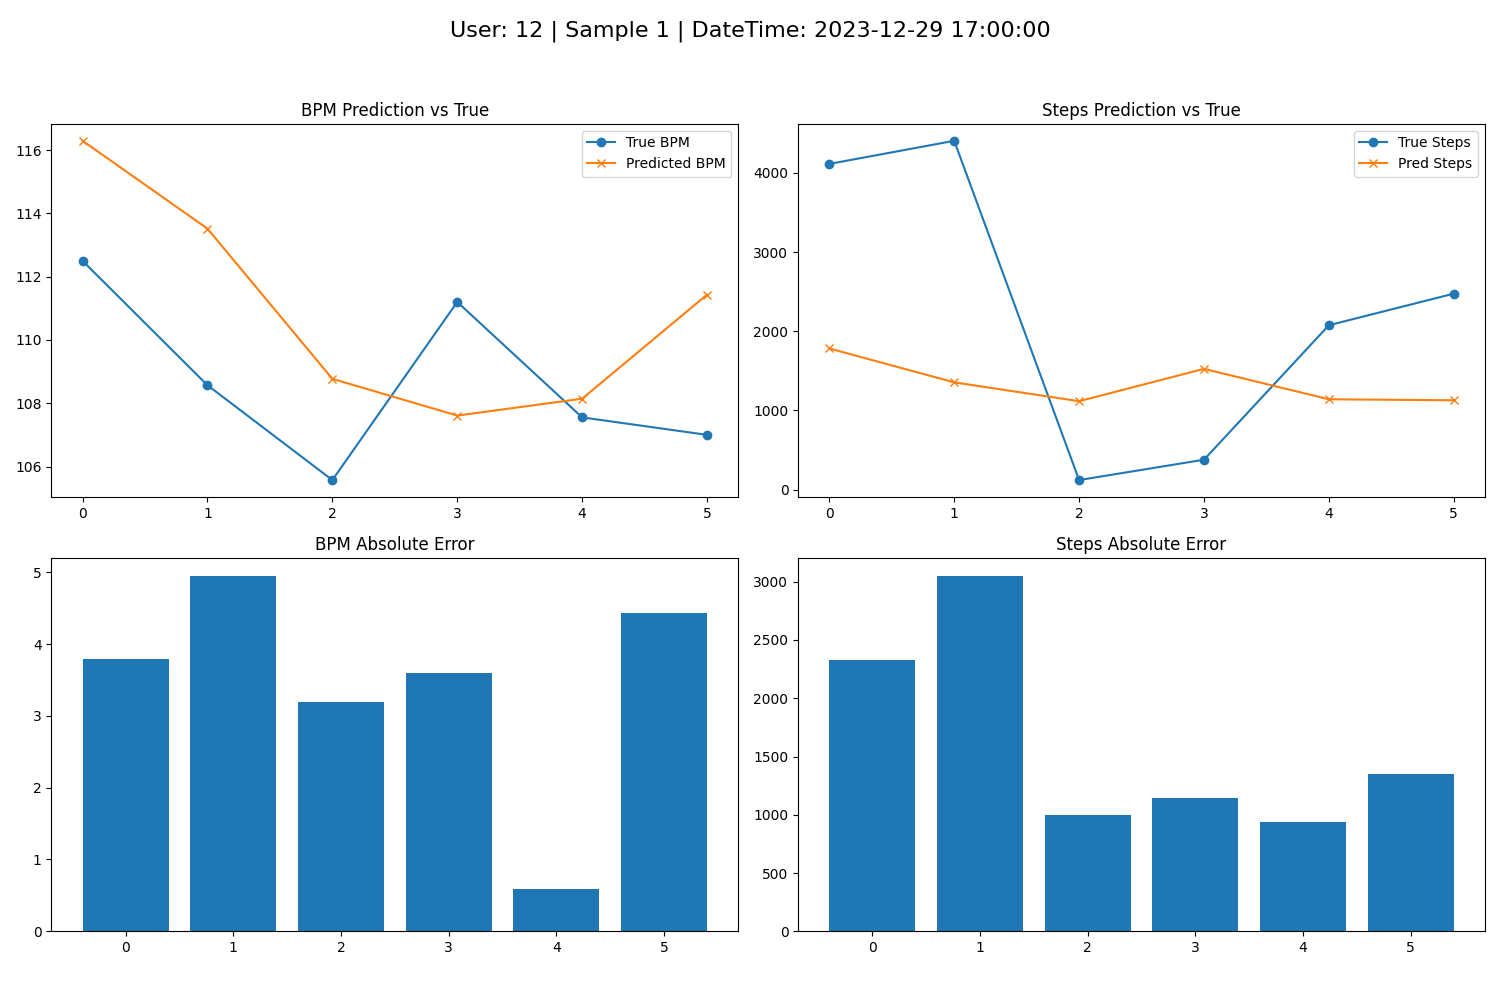 User: 12 | Sample 1 | DateTime: 2023-12-29 17:00:00
BPM Prediction vs True
True BPM
Predicted BPM
116
114
112
110
108
106
0 1 2 3 4 5
Steps Prediction vs True
True Steps
Pred Steps
4000
3000
2000
1000
0
0 1 2 3 4 5
BPM Absolute Error
5
4
3
2
1
0
0 1 2 3 4 5
Steps Absolute Error
3000
2500
2000
1500
1000
500
0
0 1 2 3 4 5